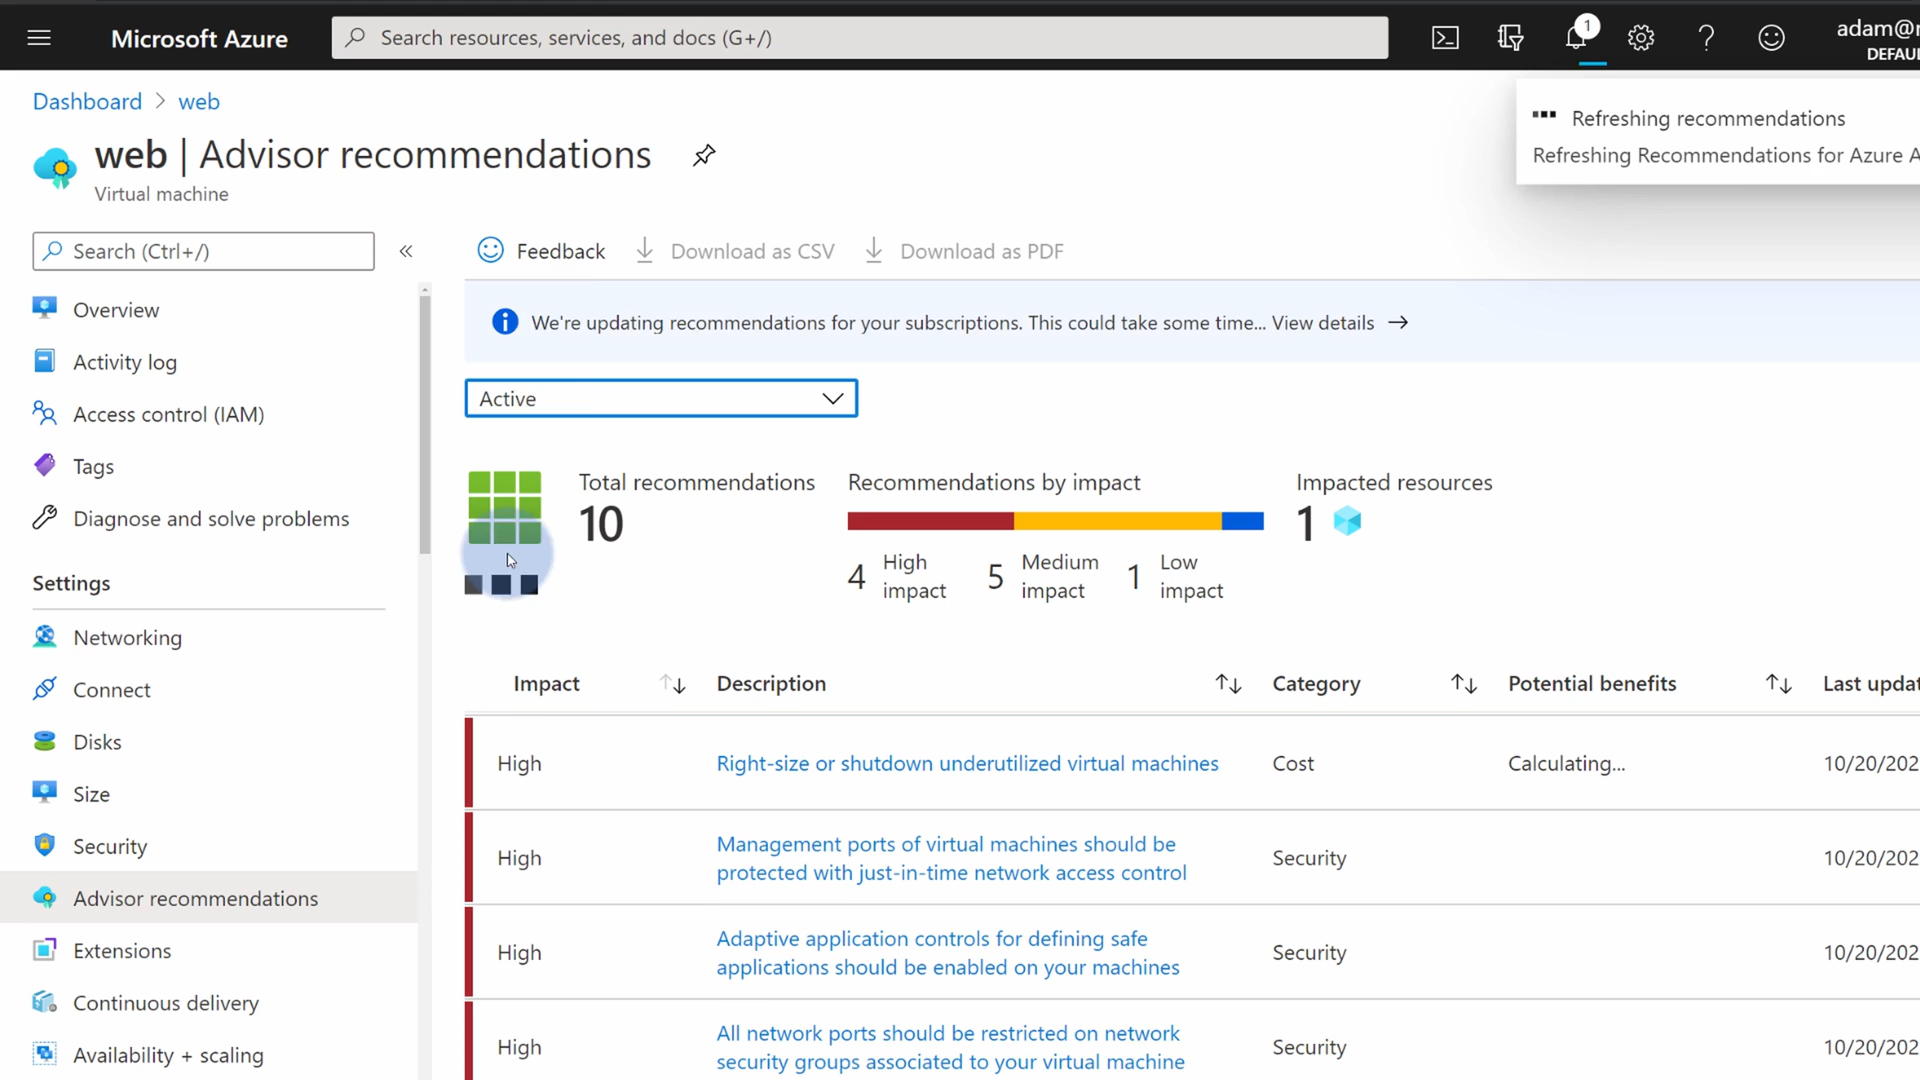 Microsoft Azure
Search resources, services, and docs (G+/)
1
adam@
DEFAU
Refreshing recommendations
Refreshing Recommendations for Azure
Dashboard > web
web | Advisor recommendations
Virtual machine
Search (Ctrl+/)
Overview
Activity log
Access control (IAM)
Tags
Diagnose and solve problems
Settings
Networking
Connect
Disks
Size
Security
Advisor recommendations
Extensions
Continuous delivery
Availability + scaling
Feedback
Download as CSV
Download as PDF
We're updating recommendations for your subscriptions. This could take some time... View details →
Active
Total recommendations
10
Recommendations by impact
4 High impact
5 Medium impact
1 Low impact
Impacted resources
1
Impact Description Category Potential benefits Last updat
High Right-size or shutdown underutilized virtual machines Cost Calculating... 10/20/202
High Management ports of virtual machines should be
protected with just-in-time network access control Security 10/20/202
High Adaptive application controls for defining safe
applications should be enabled on your machines Security 10/20/202
High All network ports should be restricted on network
security groups associated to your virtual machine Security 10/20/202